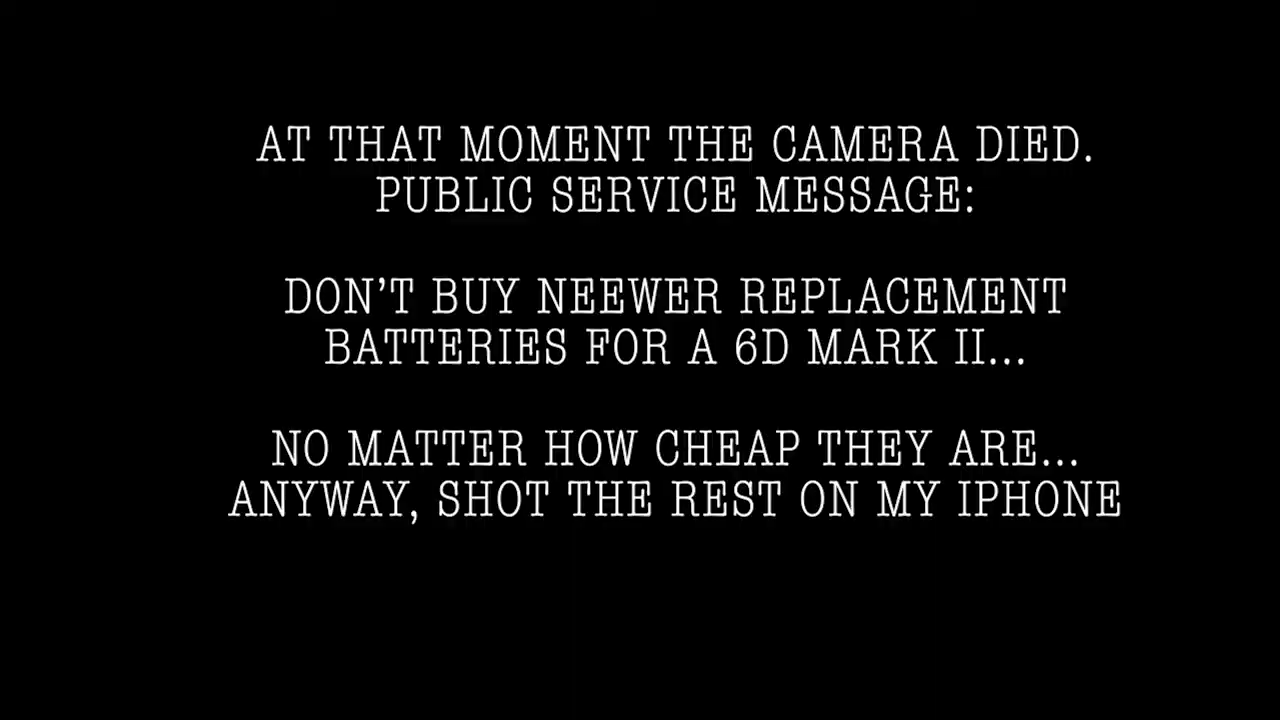 AT THAT MOMENT THE CAMERA DIED.
PUBLIC SERVICE MESSAGE:
DON’T BUY NEEWER REPLACEMENT
BATTERIES FOR A 6D MARK II...
NO MATTER HOW CHEAP THEY ARE...
ANYWAY, SHOT THE REST ON MY IPHONE